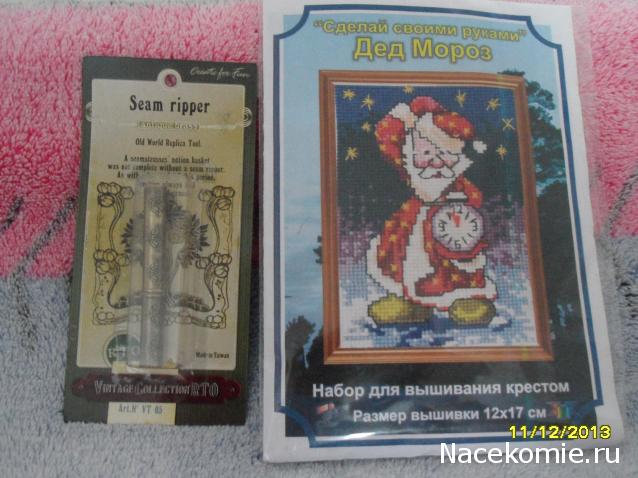 Create for Fun
Seam ripper
Old World Replica Tool
A seamstresses' notion basket
was not complete without a seam ripper.
Made in Taiwan
VINTAGE COLLECTION RTO
Art.N° VT 05
"Сделай своими руками"
Дед Мороз
Набор для вышивания крестом
Размер вышивки 12x17 см
11/12/2013
Nacekomie.ru